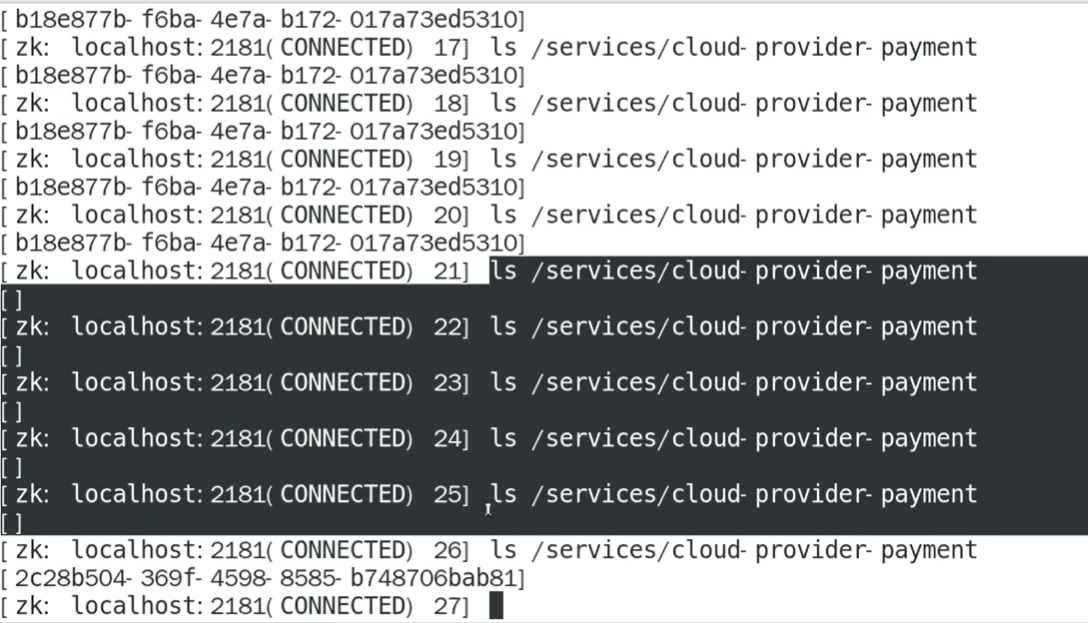 [b18e877b-f6ba-4e7a-b172-017a73ed5310]
[zk: localhost:2181(CONNECTED) 17] ls /services/cloud-provider-payment
[b18e877b-f6ba-4e7a-b172-017a73ed5310]
[zk: localhost:2181(CONNECTED) 18] ls /services/cloud-provider-payment
[b18e877b-f6ba-4e7a-b172-017a73ed5310]
[zk: localhost:2181(CONNECTED) 19] ls /services/cloud-provider-payment
[b18e877b-f6ba-4e7a-b172-017a73ed5310]
[zk: localhost:2181(CONNECTED) 20] ls /services/cloud-provider-payment
[b18e877b-f6ba-4e7a-b172-017a73ed5310]
[zk: localhost:2181(CONNECTED) 21] ls /services/cloud-provider-payment
[]
[zk: localhost:2181(CONNECTED) 22] ls /services/cloud-provider-payment
[]
[zk: localhost:2181(CONNECTED) 23] ls /services/cloud-provider-payment
[]
[zk: localhost:2181(CONNECTED) 24] ls /services/cloud-provider-payment
[]
[zk: localhost:2181(CONNECTED) 25] ls /services/cloud-provider-payment
[]
[zk: localhost:2181(CONNECTED) 26] ls /services/cloud-provider-payment
[2c28b504-369f-4598-8585-b748706bab81]
[zk: localhost:2181(CONNECTED) 27]